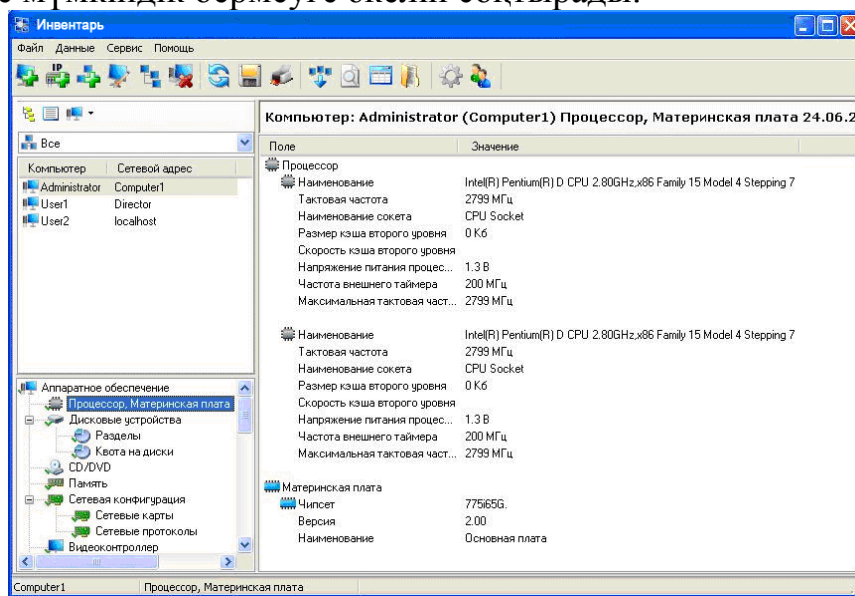 мүмкіндік бермеуге әкеліп соқтырады.
Инвентарь
Файл Данные Сервис Помощь
Все
Компьютер Сетевой адрес
Administrator Computer1
User1 Director
User2 localhost
Аппаратное обеспечение
Процессор, Материнская плата
Дисковые устройства
Разделы
Квота на диски
CD/DVD
Память
Сетевая конфигурация
Сетевые карты
Сетевые протоколы
Видеоконтроллер
Компьютер: Administrator (Computer1) Процессор, Материнская плата 24.06.2
Поле Значение
Процессор
Наименование Intel(R) Pentium(R) D CPU 2.80GHz,x86 Family 15 Model 4 Stepping 7
Тактовая частота 2799 МГц
Наименование сокета CPU Socket
Размер кэша второго уровня 0 Кб
Скорость кэша второго уровня
Напряжение питания процес... 1.3 В
Частота внешнего таймера 200 МГц
Максимальная тактовая част... 2799 МГц
Наименование Intel(R) Pentium(R) D CPU 2.80GHz,x86 Family 15 Model 4 Stepping 7
Тактовая частота 2799 МГц
Наименование сокета CPU Socket
Размер кэша второго уровня 0 Кб
Скорость кэша второго уровня
Напряжение питания процес... 1.3 В
Частота внешнего таймера 200 МГц
Максимальная тактовая част... 2799 МГц
Материнская плата
Чипсет 775i65G.
Версия 2.00
Наименование Основная плата
Computer1 Процессор, Материнская плата